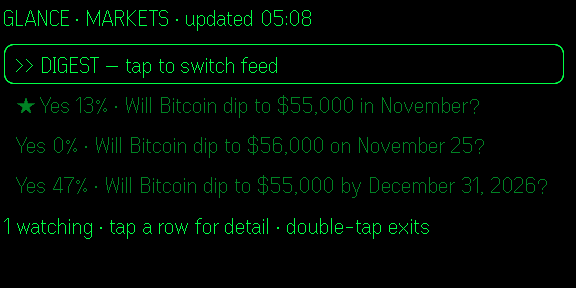 GLANCE · MARKETS · updated 05:08
>> DIGEST — tap to switch feed
★ Yes 13% · Will Bitcoin dip to $55,000 in November?
Yes 0% · Will Bitcoin dip to $56,000 on November 25?
Yes 47% · Will Bitcoin dip to $55,000 by December 31, 2026?
1 watching · tap a row for detail · double-tap exits